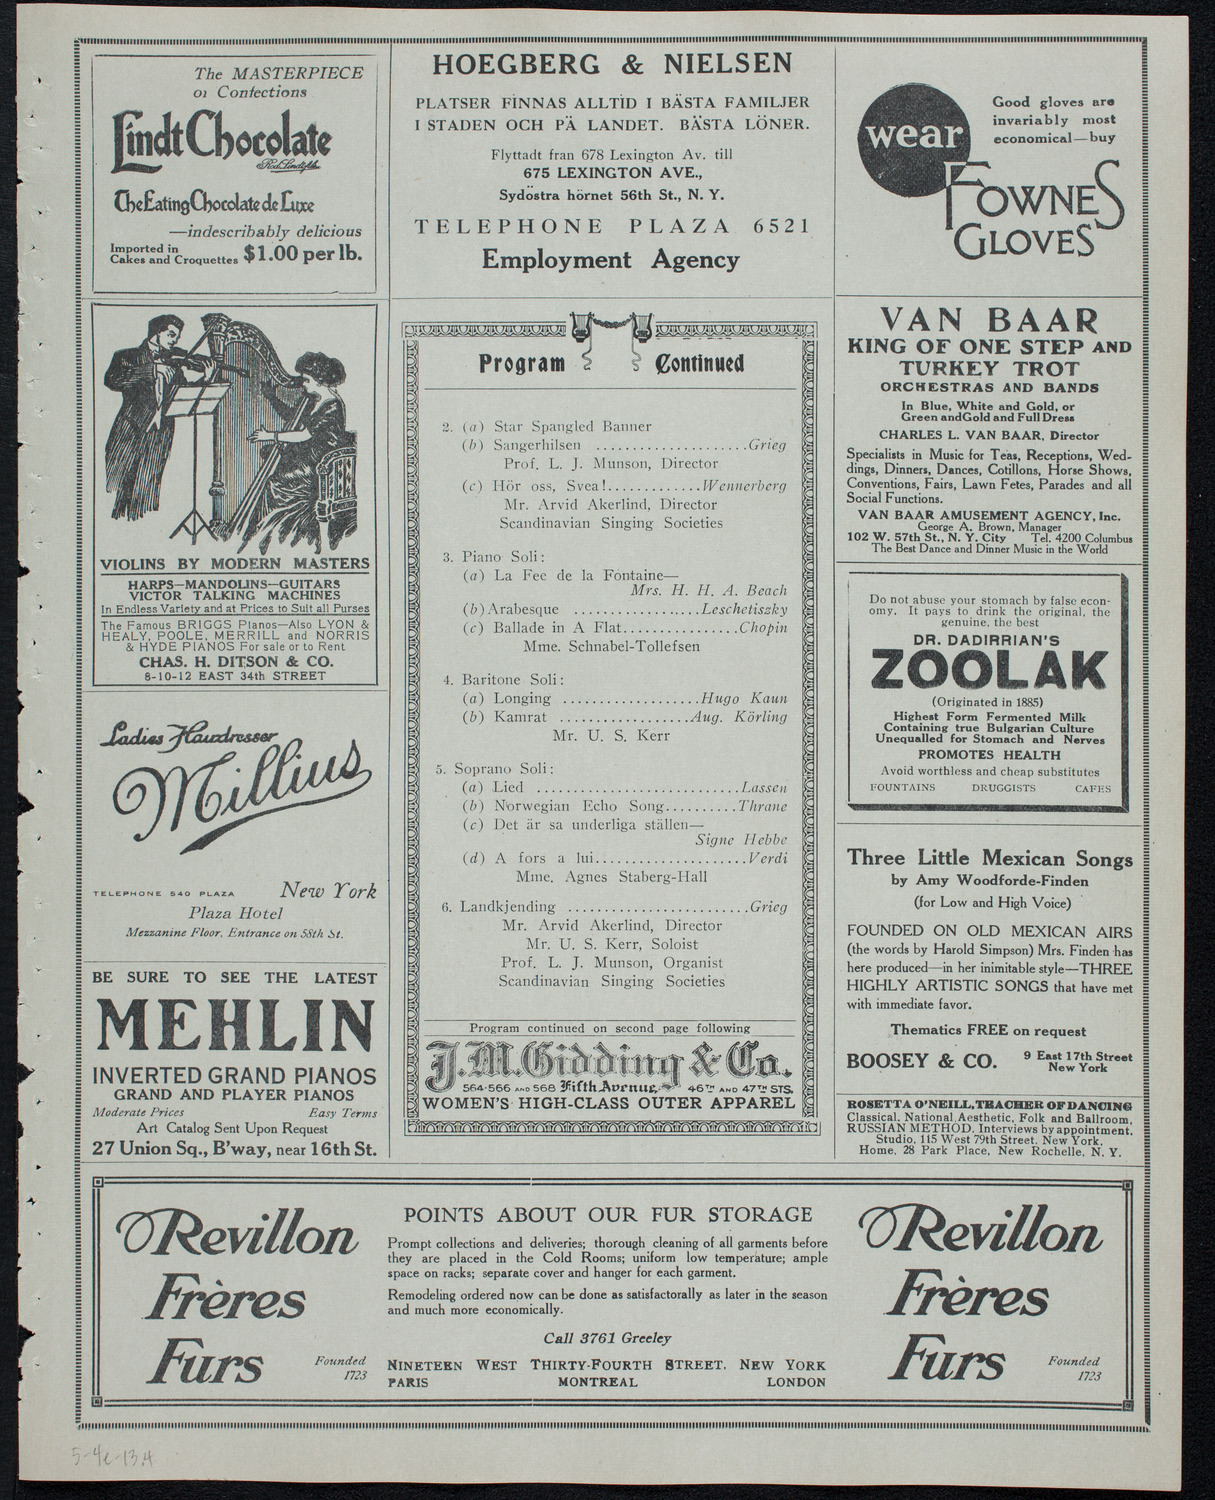 The MASTERPIECE
of Confections
Lindt Chocolate
Rod. Lindt fils
The Eating Chocolate de Luxe
—indescribably delicious
Imported in
Cakes and Croquettes $1.00 per lb.
VIOLINS BY MODERN MASTERS
HARPS—MANDOLINS—GUITARS
VICTOR TALKING MACHINES
In Endless Variety and at Prices to Suit all Purses
The Famous BRIGGS Pianos—Also LYON &
HEALY, POOLE, MERRILL and NORRIS
& HYDE PIANOS For sale or to Rent
CHAS. H. DITSON & CO.
8-10-12 EAST 34th STREET
Ladies Hairdresser
Millius
TELEPHONE 540 PLAZA New York
Plaza Hotel
Mezzanine Floor, Entrance on 58th St.
BE SURE TO SEE THE LATEST
MEHLIN
INVERTED GRAND PIANOS
GRAND AND PLAYER PIANOS
Moderate Prices Easy Terms
Art Catalog Sent Upon Request
27 Union Sq., B'way, near 16th St.
HOEGBERG & NIELSEN
PLATSER FINNAS ALLTID I BÄSTA FAMILJER
I STADEN OCH PÄ LANDET. BÄSTA LÖNER.
Flyttadt fran 678 Lexington Av. till
675 LEXINGTON AVE.,
Sydöstra hörnet 56th St., N. Y.
TELEPHONE PLAZA 6521
Employment Agency
Program Continued
2. (a) Star Spangled Banner
(b) Sangerhilsen .....................Grieg
Prof. L. J. Munson, Director
(c) Hör oss, Svea!............Wennerberg
Mr. Arvid Akerlind, Director
Scandinavian Singing Societies
3. Piano Soli:
(a) La Fee de la Fontaine—
Mrs. H. H. A. Beach
(b) Arabesque ..................Leschetiszky
(c) Ballade in A Flat................Chopin
Mme. Schnabel-Tollefsen
4. Baritone Soli:
(a) Longing ...................Hugo Kaun
(b) Kamrat ..................Aug. Körling
Mr. U. S. Kerr
5. Soprano Soli:
(a) Lied ............................Lassen
(b) Norwegian Echo Song..........Thrane
(c) Det är sa underliga ställen—
Signe Hebbe
(d) A fors a lui.....................Verdi
Mme. Agnes Staberg-Hall
6. Landkjending .........................Grieg
Mr. Arvid Akerlind, Director
Mr. U. S. Kerr, Soloist
Prof. L. J. Munson, Organist
Scandinavian Singing Societies
Program continued on second page following
J. M. Gidding & Co.
564-566 AND 568 Fifth Avenue, 46TH AND 47TH STS.
WOMEN'S HIGH-CLASS OUTER APPAREL
Good gloves are
invariably most
economical—buy
wear
FOWNES
GLOVES
VAN BAAR
KING OF ONE STEP AND
TURKEY TROT
ORCHESTRAS AND BANDS
In Blue, White and Gold, or
Green and Gold and Full Dress
CHARLES L. VAN BAAR, Director
Specialists in Music for Teas, Receptions, Wed-
dings, Dinners, Dances, Cotillons, Horse Shows,
Conventions, Fairs, Lawn Fetes, Parades and all
Social Functions.
VAN BAAR AMUSEMENT AGENCY, Inc.
George A. Brown, Manager
102 W. 57th St., N. Y. City Tel. 4200 Columbus
The Best Dance and Dinner Music in the World
Do not abuse your stomach by false econ-
omy. It pays to drink the original, the
genuine, the best
DR. DADIRRIAN'S
ZOOLAK
(Originated in 1885)
Highest Form Fermented Milk
Containing true Bulgarian Culture
Unequalled for Stomach and Nerves
PROMOTES HEALTH
Avoid worthless and cheap substitutes
FOUNTAINS DRUGGISTS CAFES
Three Little Mexican Songs
by Amy Woodforde-Finden
(for Low and High Voice)
FOUNDED ON OLD MEXICAN AIRS
(the words by Harold Simpson) Mrs. Finden has
here produced—in her inimitable style—THREE
HIGHLY ARTISTIC SONGS that have met
with immediate favor.
Thematics FREE on request
BOOSEY & CO. 9 East 17th Street
New York
ROSETTA O'NEILL, TEACHER OF DANCING
Classical, National, Aesthetic, Folk and Ballroom,
RUSSIAN METHOD. Interviews by appointment.
Studio, 115 West 79th Street, New York.
Home, 28 Park Place, New Rochelle, N. Y.
Revillon
Frères
Furs
Founded
1723
POINTS ABOUT OUR FUR STORAGE
Prompt collections and deliveries; thorough cleaning of all garments before
they are placed in the Cold Rooms; uniform low temperature; ample
space on racks; separate cover and hanger for each garment.
Remodeling ordered now can be done as satisfactorily as later in the season
and much more economically.
Call 3761 Greeley
NINETEEN WEST THIRTY-FOURTH STREET, NEW YORK
PARIS MONTREAL LONDON
Revillon
Frères
Furs
Founded
1723
5-4e-13A